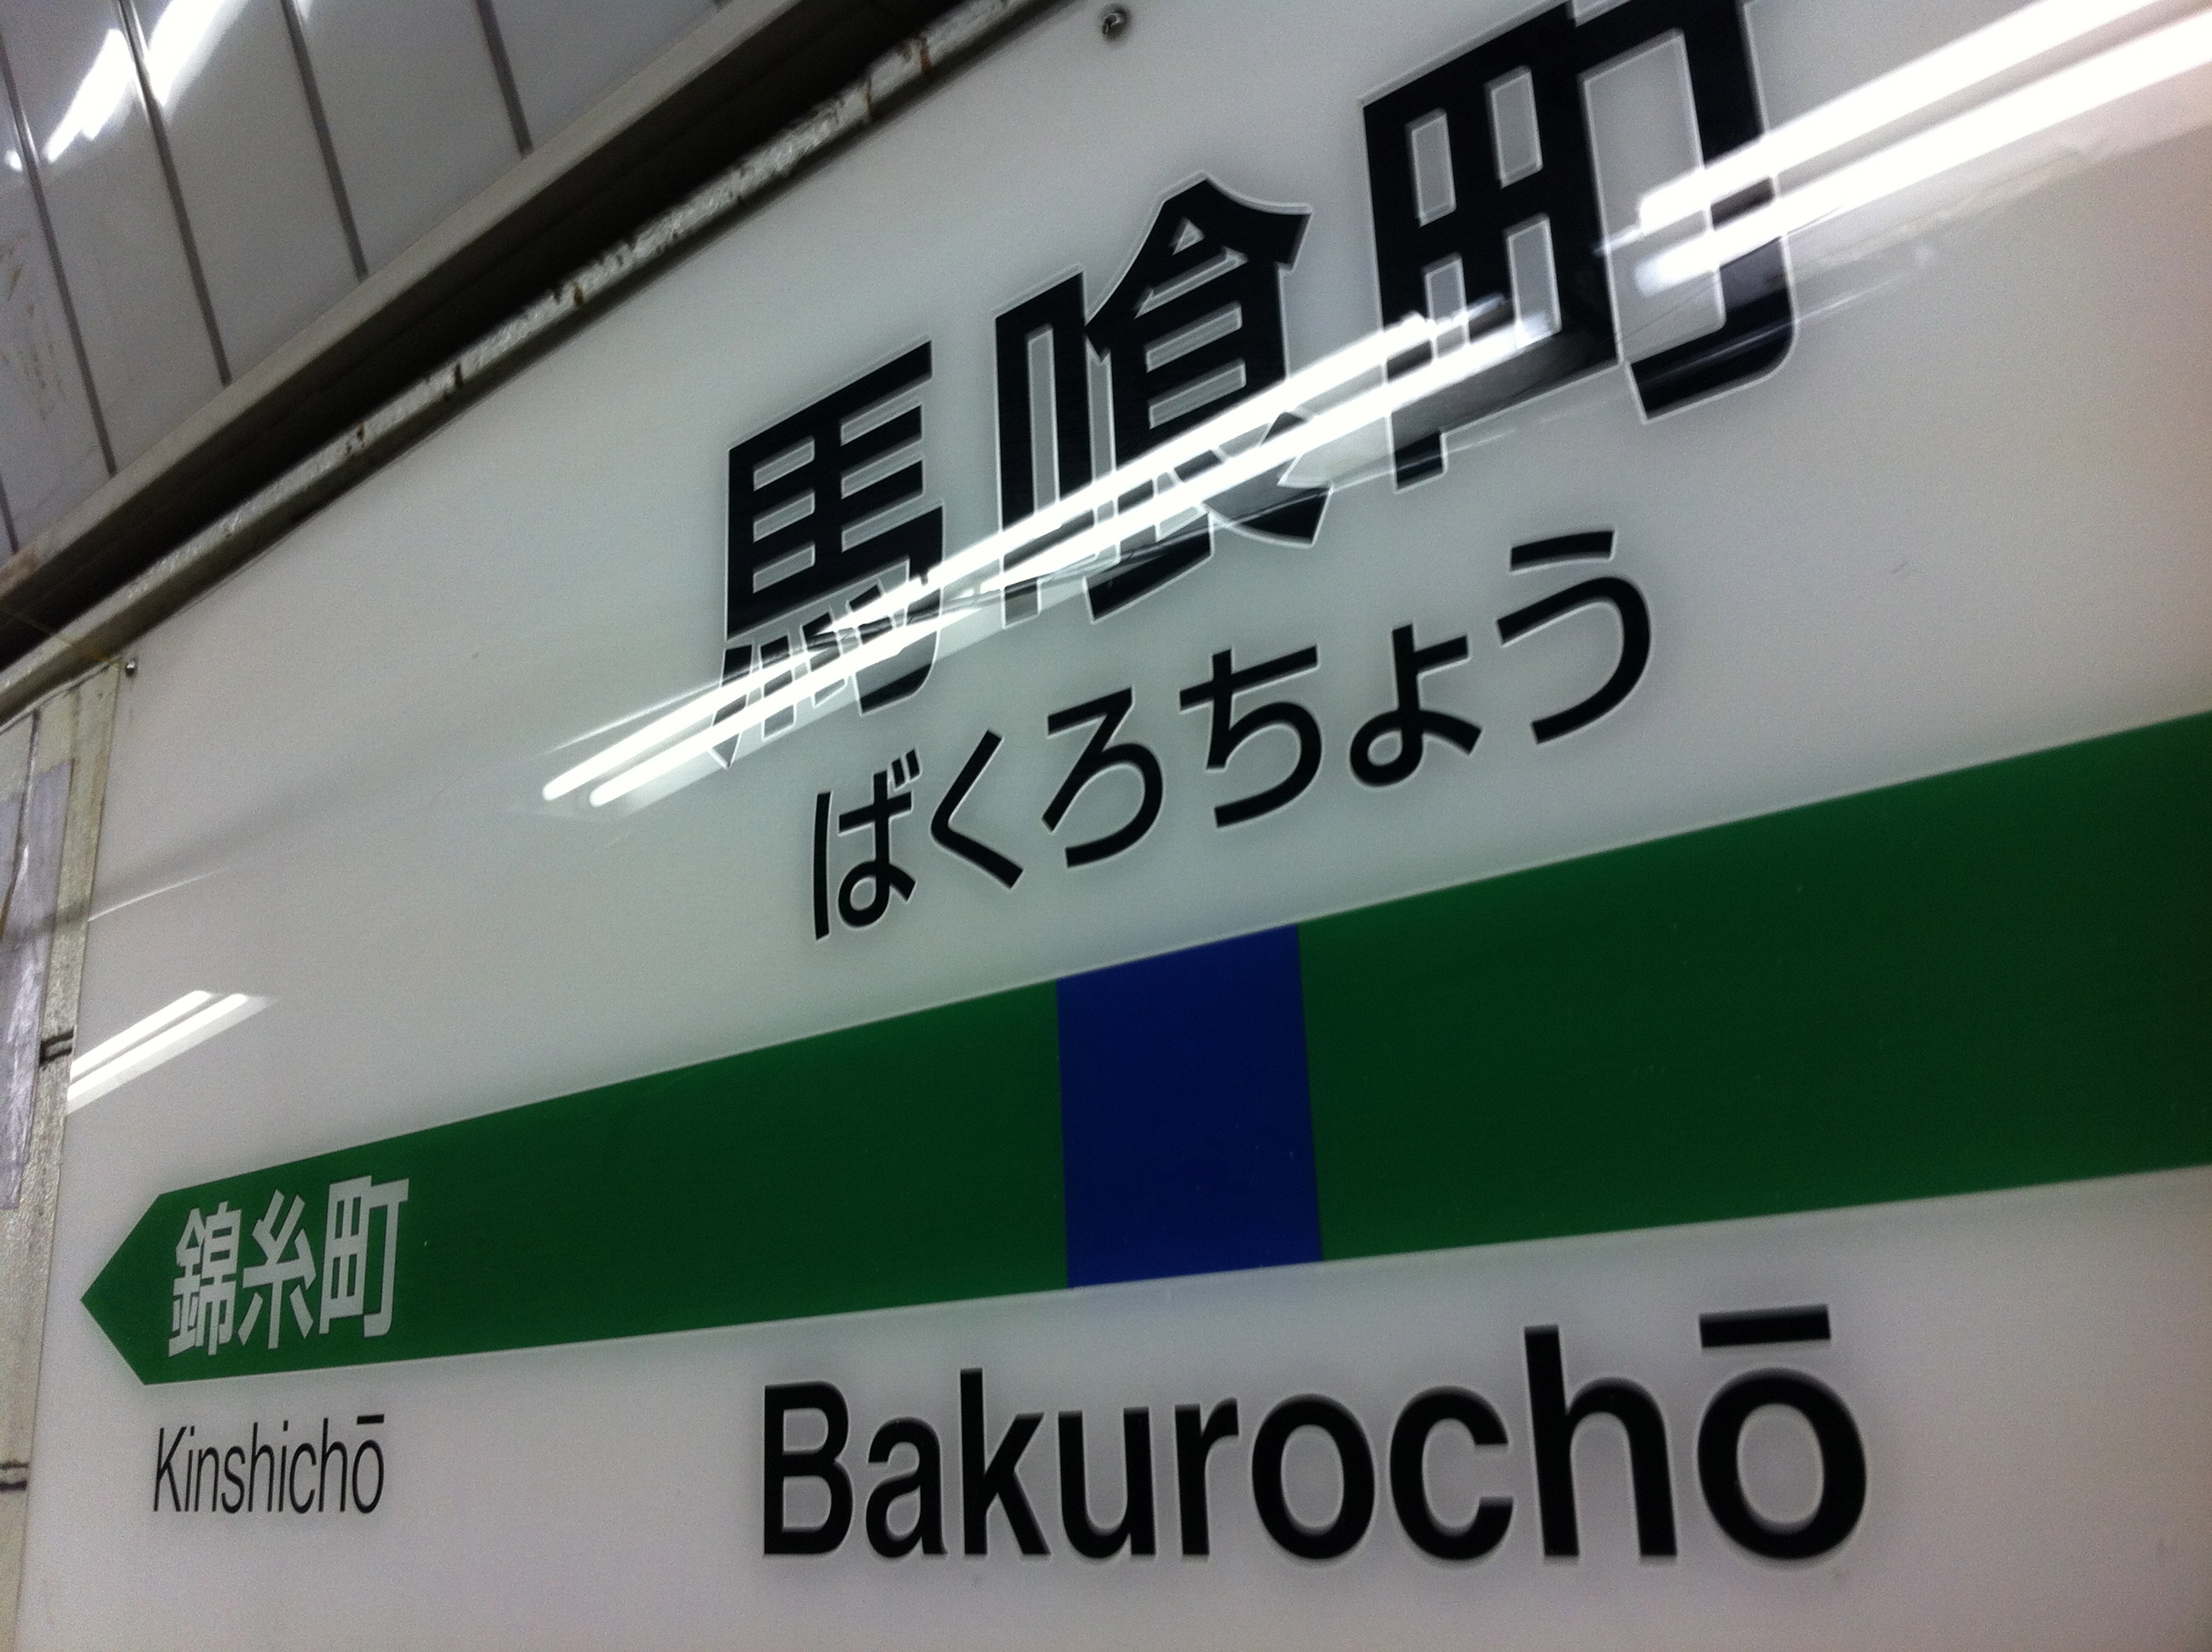 馬喰町
ばくろちょう
錦糸町
Kinshichō
Bakurochō